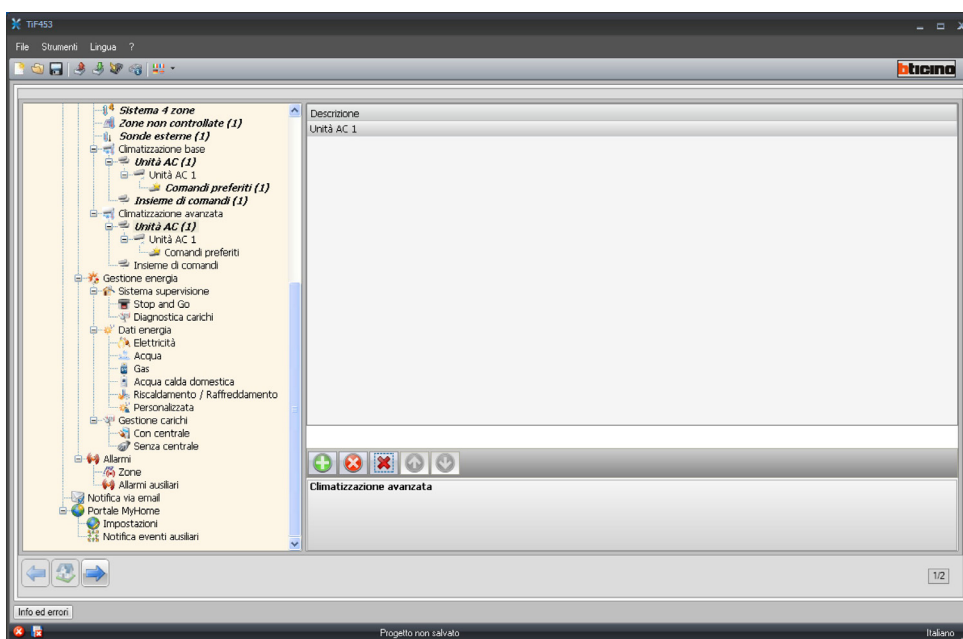 TiF453
File Strumenti Lingua ?
bticino
Sistema 4 zone
Zone non controllate (1)
Sonde esterne (1)
Climatizzazione base
Unità AC (1)
Unità AC 1
Comandi preferiti (1)
Insieme di comandi (1)
Climatizzazione avanzata
Unità AC (1)
Unità AC 1
Comandi preferiti
Insieme di comandi
Gestione energia
Sistema supervisione
Stop and Go
Diagnostica carichi
Dati energia
Elettricità
Acqua
Gas
Acqua calda domestica
Riscaldamento / Raffreddamento
Personalizzata
Gestione carichi
Con centrale
Senza centrale
Allarmi
Zone
Allarmi ausiliari
Notifica via email
Portale MyHome
Impostazioni
Notifica eventi ausiliari
Descrizione
Unità AC 1
Climatizzazione avanzata
1/2
Info ed errori
Progetto non salvato
Italiano